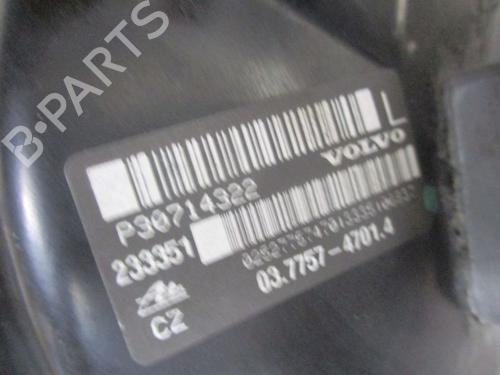 B-PARTS
L
VOLVO
P30714322
233351
03.7757-4701.4
C2